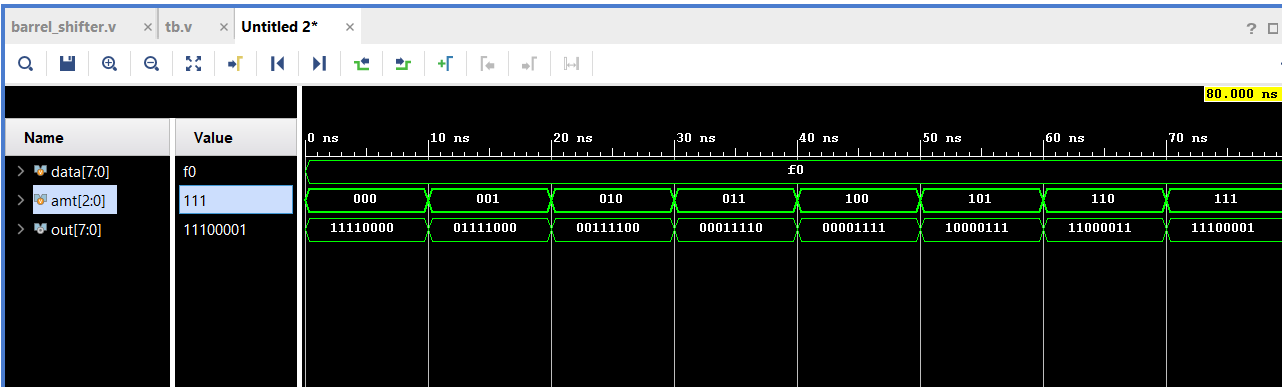 barrel_shifter.v × tb.v × Untitled 2* × ?
80.000 ns
Name Value 0 ns 10 ns 20 ns 30 ns 40 ns 50 ns 60 ns 70 ns
data[7:0] f0 f0
amt[2:0] 111 000 001 010 011 100 101 110 111
out[7:0] 11100001 11110000 01111000 00111100 00011110 00001111 10000111 11000011 11100001